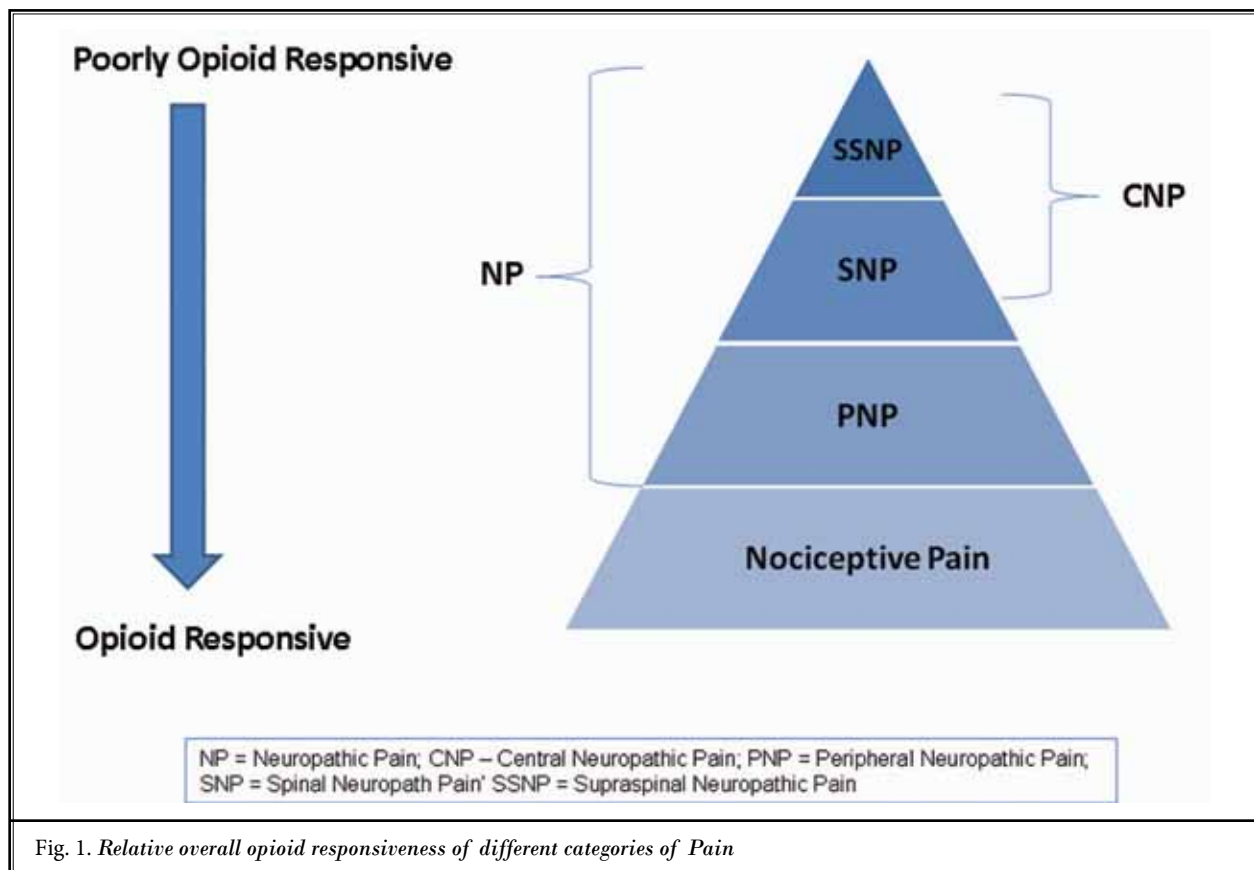 Poorly Opioid Responsive
SSNP
CNP
SNP
NP
PNP
Nociceptive Pain
Opioid Responsive
NP = Neuropathic Pain; CNP – Central Neuropathic Pain; PNP = Peripheral Neuropathic Pain;
SNP = Spinal Neuropath Pain' SSNP = Supraspinal Neuropathic Pain
Fig. 1. Relative overall opioid responsiveness of different categories of Pain